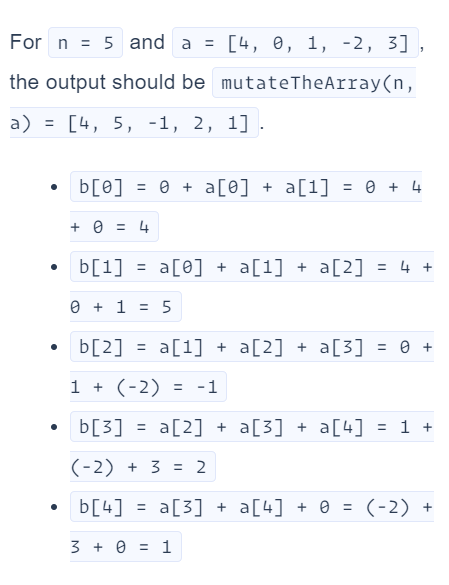 For n = 5 and a = [4, 0, 1, -2, 3],
the output should be mutateTheArray(n,
a) = [4, 5, -1, 2, 1].
• b[0] = 0 + a[0] + a[1] = 0 + 4
+ 0 = 4
• b[1] = a[0] + a[1] + a[2] = 4 +
0 + 1 = 5
• b[2] = a[1] + a[2] + a[3] = 0 +
1 + (-2) = -1
• b[3] = a[2] + a[3] + a[4] = 1 +
(-2) + 3 = 2
• b[4] = a[3] + a[4] + 0 = (-2) +
3 + 0 = 1